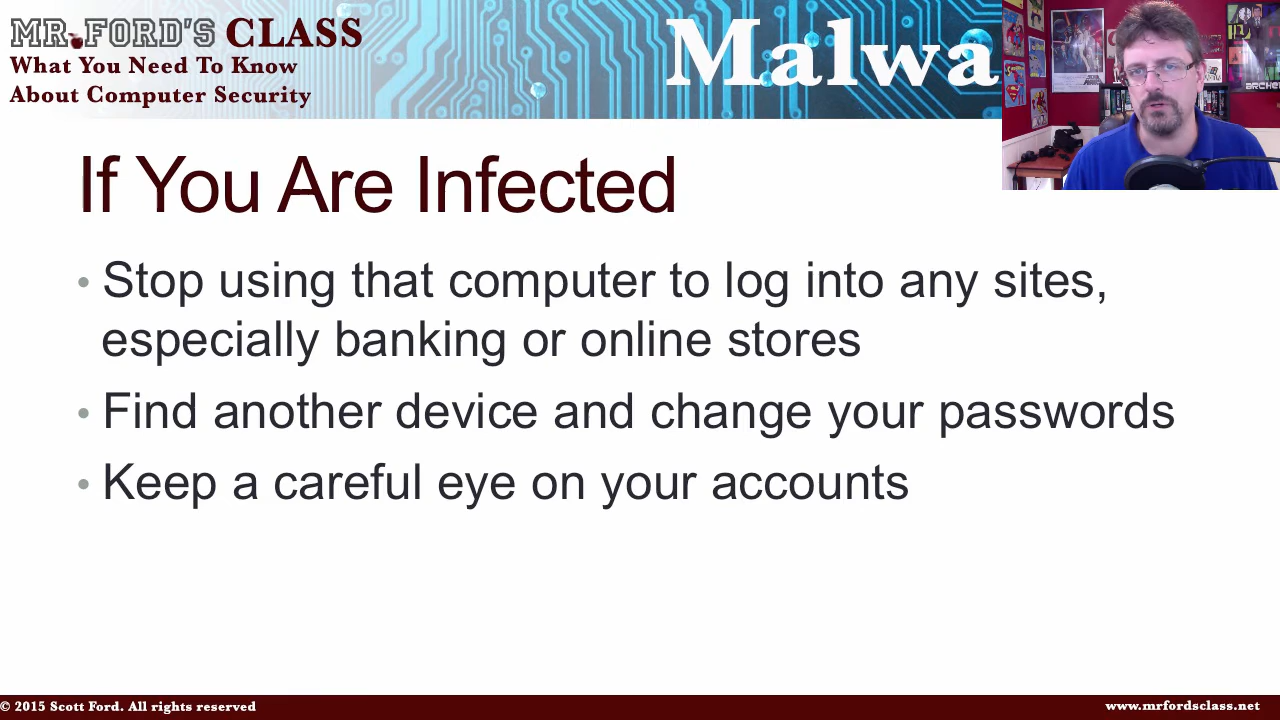 MR. FORD'S CLASS
What You Need To Know
About Computer Security
Malwa
ARCHER
If You Are Infected
• Stop using that computer to log into any sites,
especially banking or online stores
• Find another device and change your passwords
• Keep a careful eye on your accounts
© 2015 Scott Ford. All rights reserved
www.mrfordsclass.net